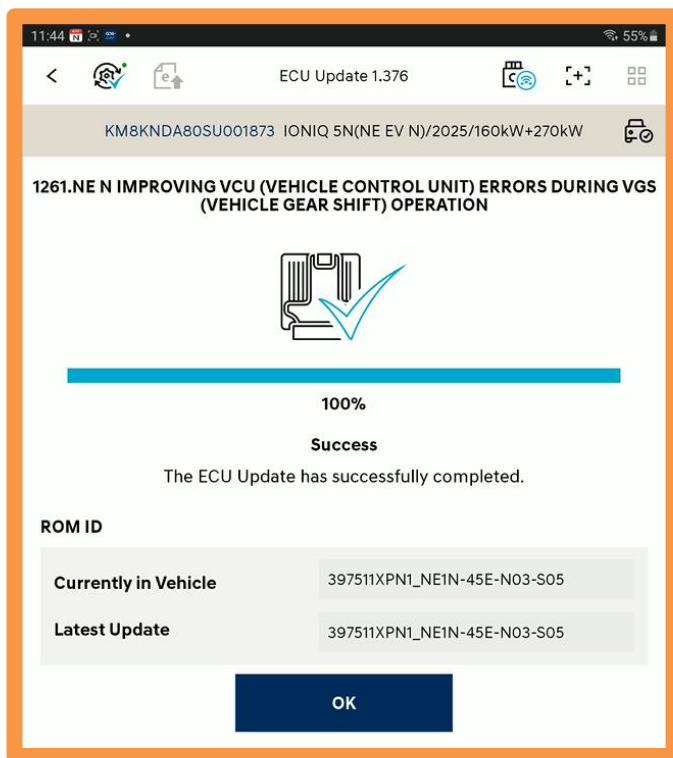 11:44
55%
ECU Update 1.376
KM8KNDA80SU001873 IONIQ 5N(NE EV N)/2025/160kW+270kW
1261.NE N IMPROVING VCU (VEHICLE CONTROL UNIT) ERRORS DURING VGS
(VEHICLE GEAR SHIFT) OPERATION
100%
Success
The ECU Update has successfully completed.
ROM ID
Currently in Vehicle 397511XPN1_NE1N-45E-N03-S05
Latest Update 397511XPN1_NE1N-45E-N03-S05
OK